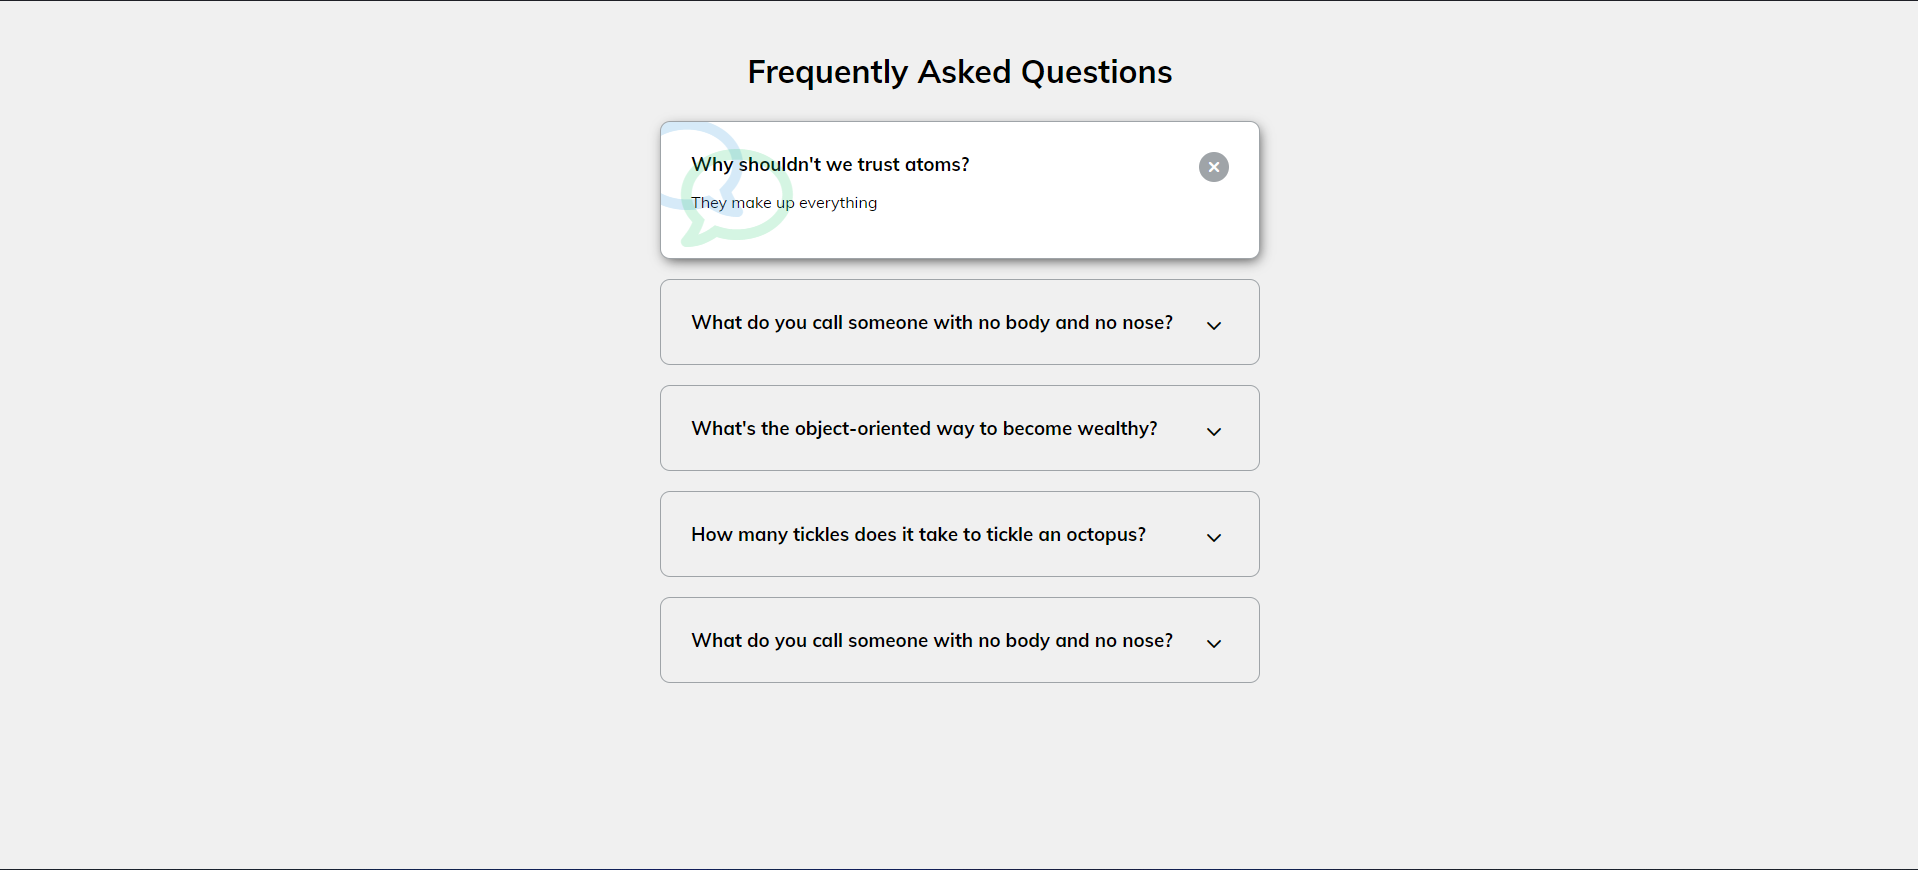 Frequently Asked Questions
Why shouldn't we trust atoms?
They make up everything
What do you call someone with no body and no nose?
What's the object-oriented way to become wealthy?
How many tickles does it take to tickle an octopus?
What do you call someone with no body and no nose?